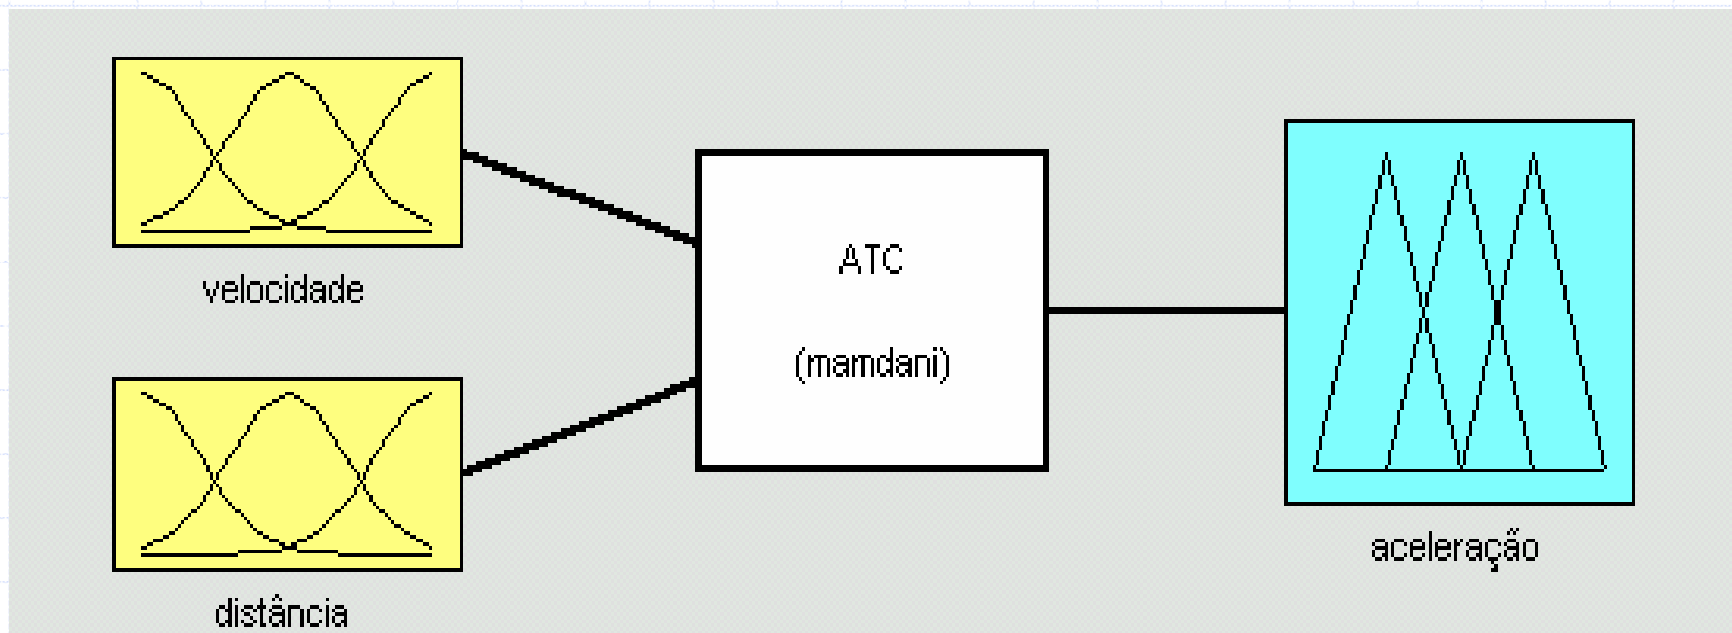 velocidade
distância
ATC
(mamdani)
aceleração